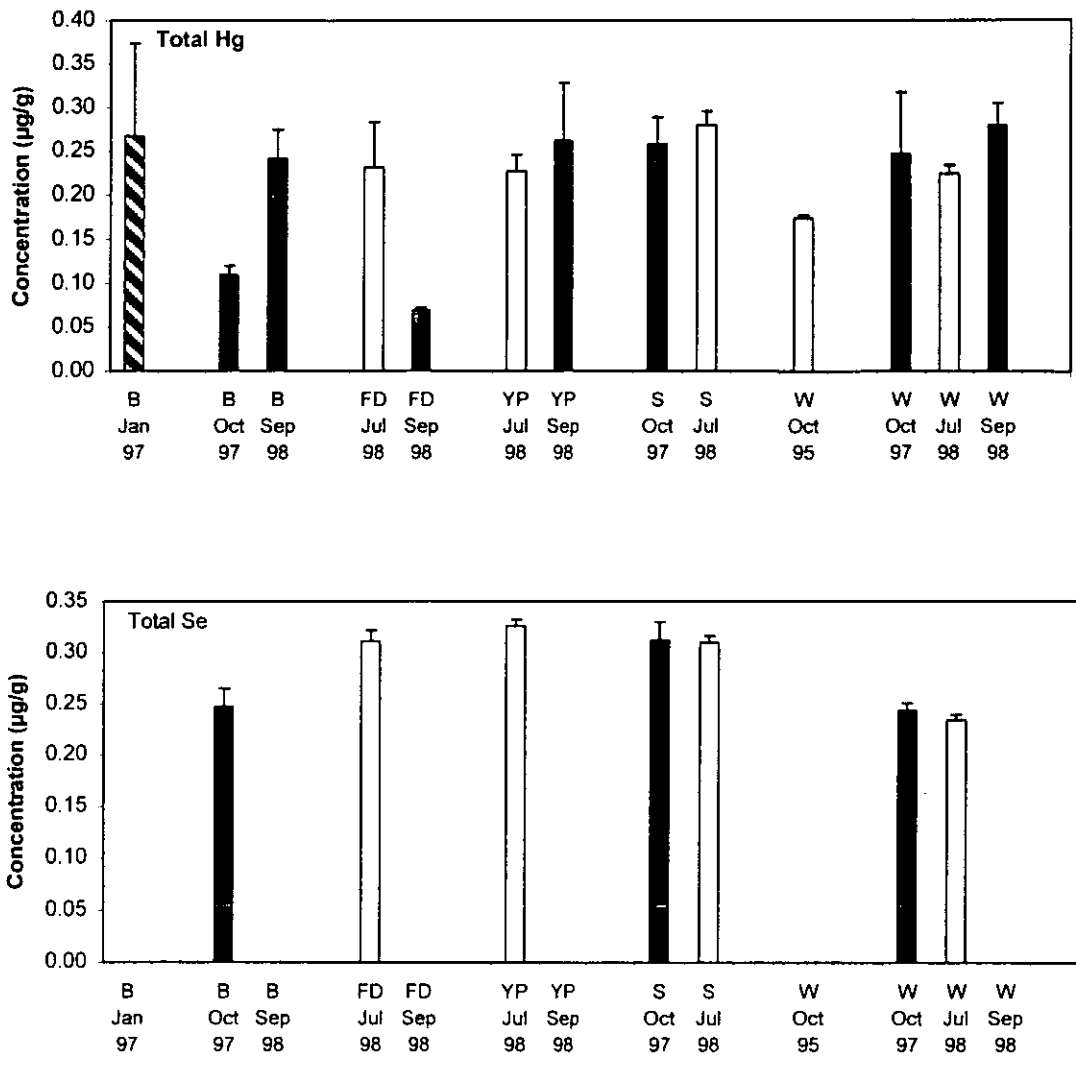 Total Hg
Concentration (µg/g)
0.40
0.35
0.30
0.25
0.20
0.15
0.10
0.05
0.00
B B B FD FD YP YP S S W W W W
Jan Oct Sep Jul Sep Jul Sep Oct Jul Oct Oct Jul Sep
97 97 98 98 98 98 98 97 98 95 97 98 98
Total Se
Concentration (µg/g)
0.35
0.30
0.25
0.20
0.15
0.10
0.05
0.00
B B B FD FD YP YP S S W W W W
Jan Oct Sep Jul Sep Jul Sep Oct Jul Oct Oct Jul Sep
97 97 98 98 98 98 98 97 98 95 97 98 98